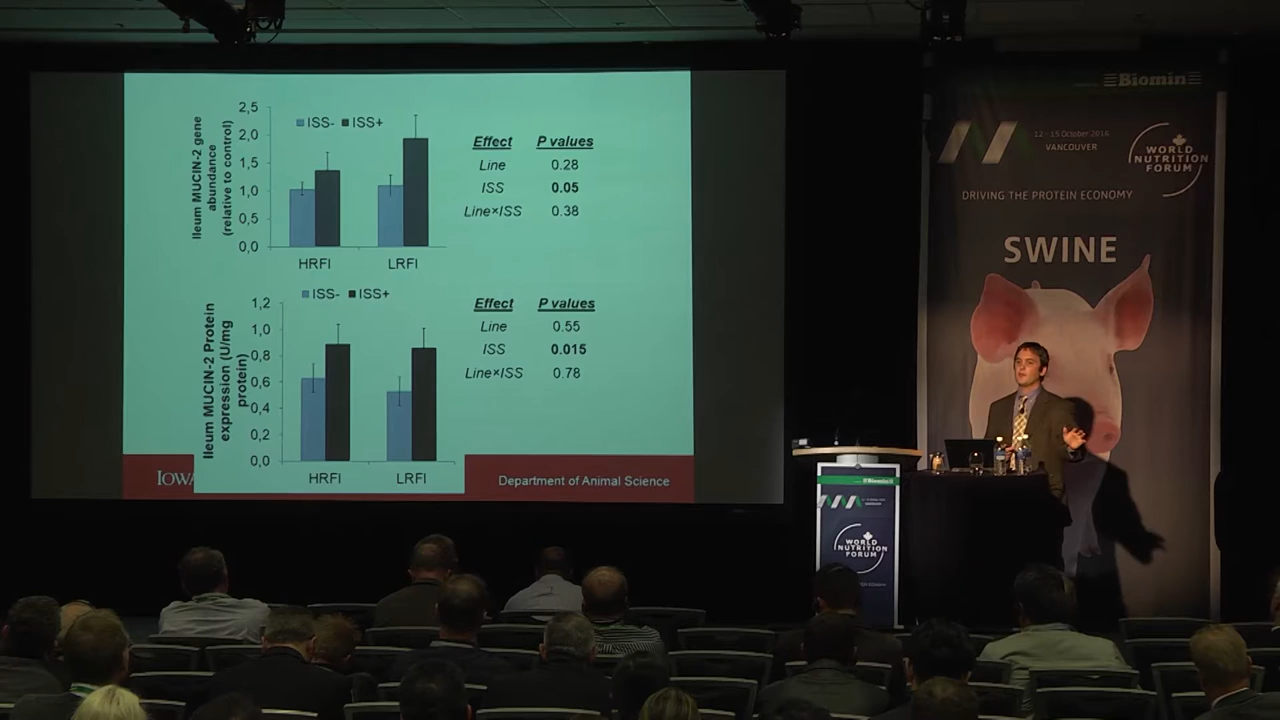 2,5
2,0
1,5
1,0
0,5
0,0
Ileum MUCIN-2 gene
abundance
(relative to control)
ISS- ISS+
HRFI LRFI
Effect P values
Line 0.28
ISS 0.05
Line×ISS 0.38
ISS- ISS+
1,2
1,0
0,8
0,6
0,4
0,2
0,0
Ileum MUCIN-2 Protein
expression (U/mg
protein)
HRFI LRFI
Effect P values
Line 0.55
ISS 0.015
Line×ISS 0.78
IOWA
Department of Animal Science
Biomin
12 - 15 October 2016
VANCOUVER
WORLD
NUTRITION
FORUM
DRIVING THE PROTEIN ECONOMY
SWINE
Biomin
VANCOUVER
WORLD
NUTRITION
FORUM